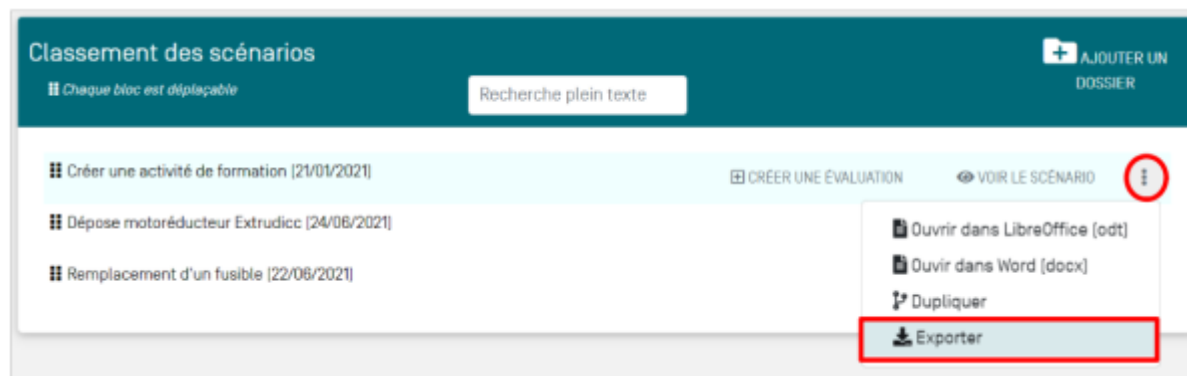 Classement des scénarios
AJOUTER UN
DOSSIER
Chaque bloc est déplaçable
Recherche plein texte
Créer une activité de formation (21/01/2021)
CRÉER UNE ÉVALUATION
VOIR LE SCÉNARIO
Dépose motoréducteur Extrudicc (24/06/2021)
Remplacement d'un fusible (22/06/2021)
Ouvrir dans LibreOffice (odt)
Ouvir dans Word (docx)
Dupliquer
Exporter